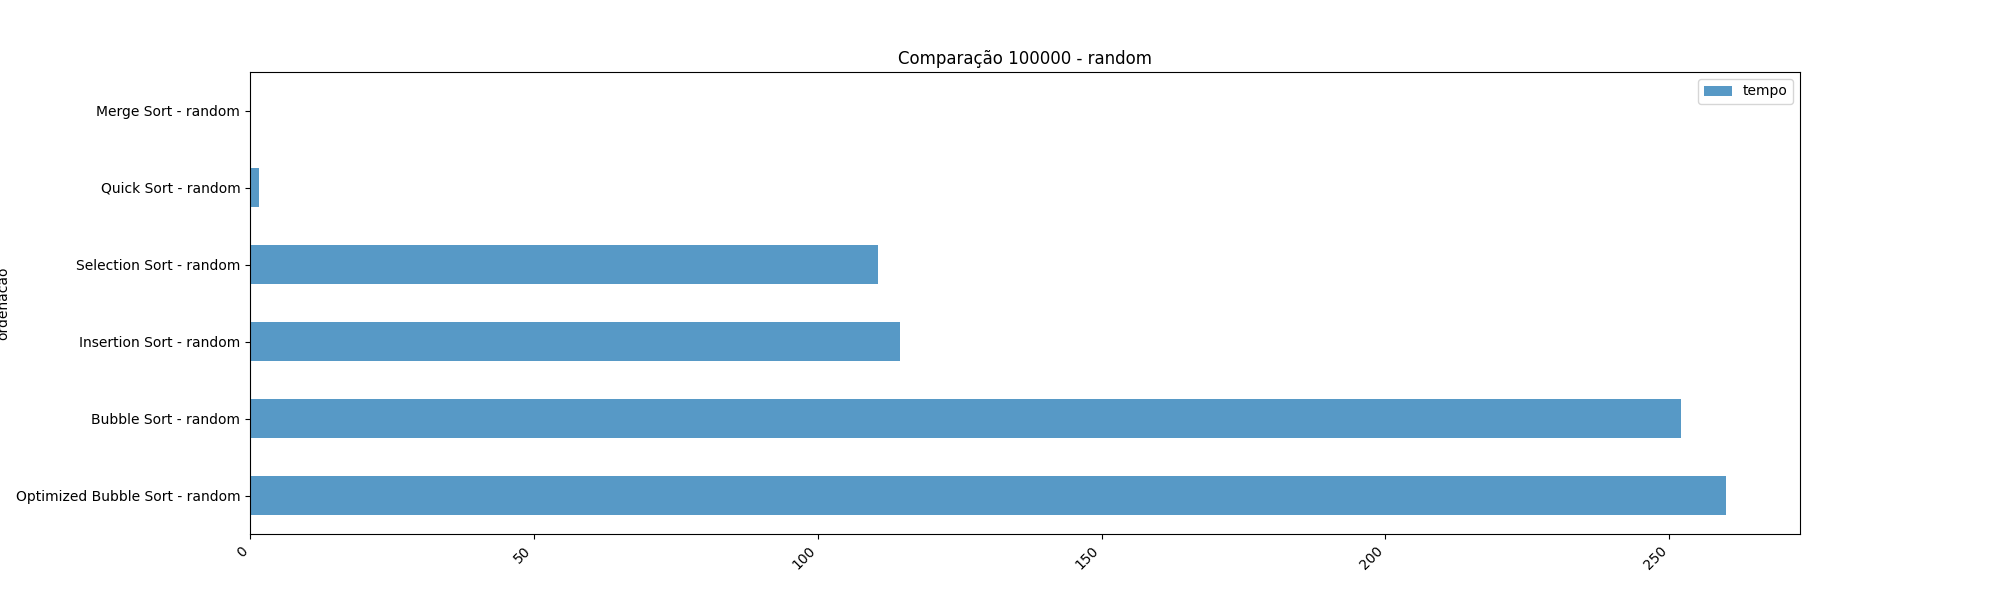 Comparação 100000 - random
tempo
Merge Sort - random
Quick Sort - random
Selection Sort - random
Insertion Sort - random
Bubble Sort - random
Optimized Bubble Sort - random
ordenacao
0
50
100
150
200
250